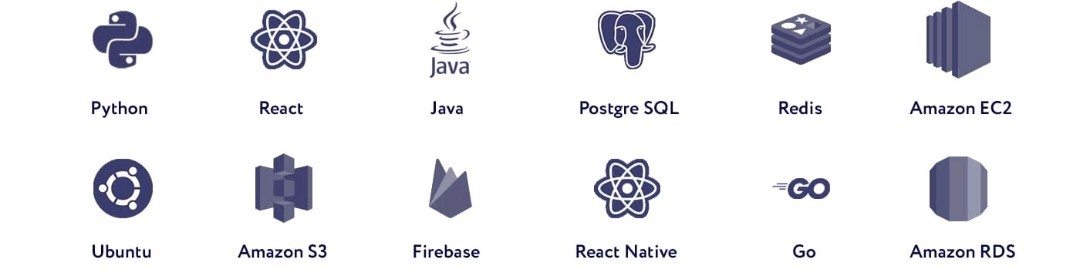 Java
Python
React
Java
Postgre SQL
Redis
Amazon EC2
GO
Ubuntu
Amazon S3
Firebase
React Native
Go
Amazon RDS